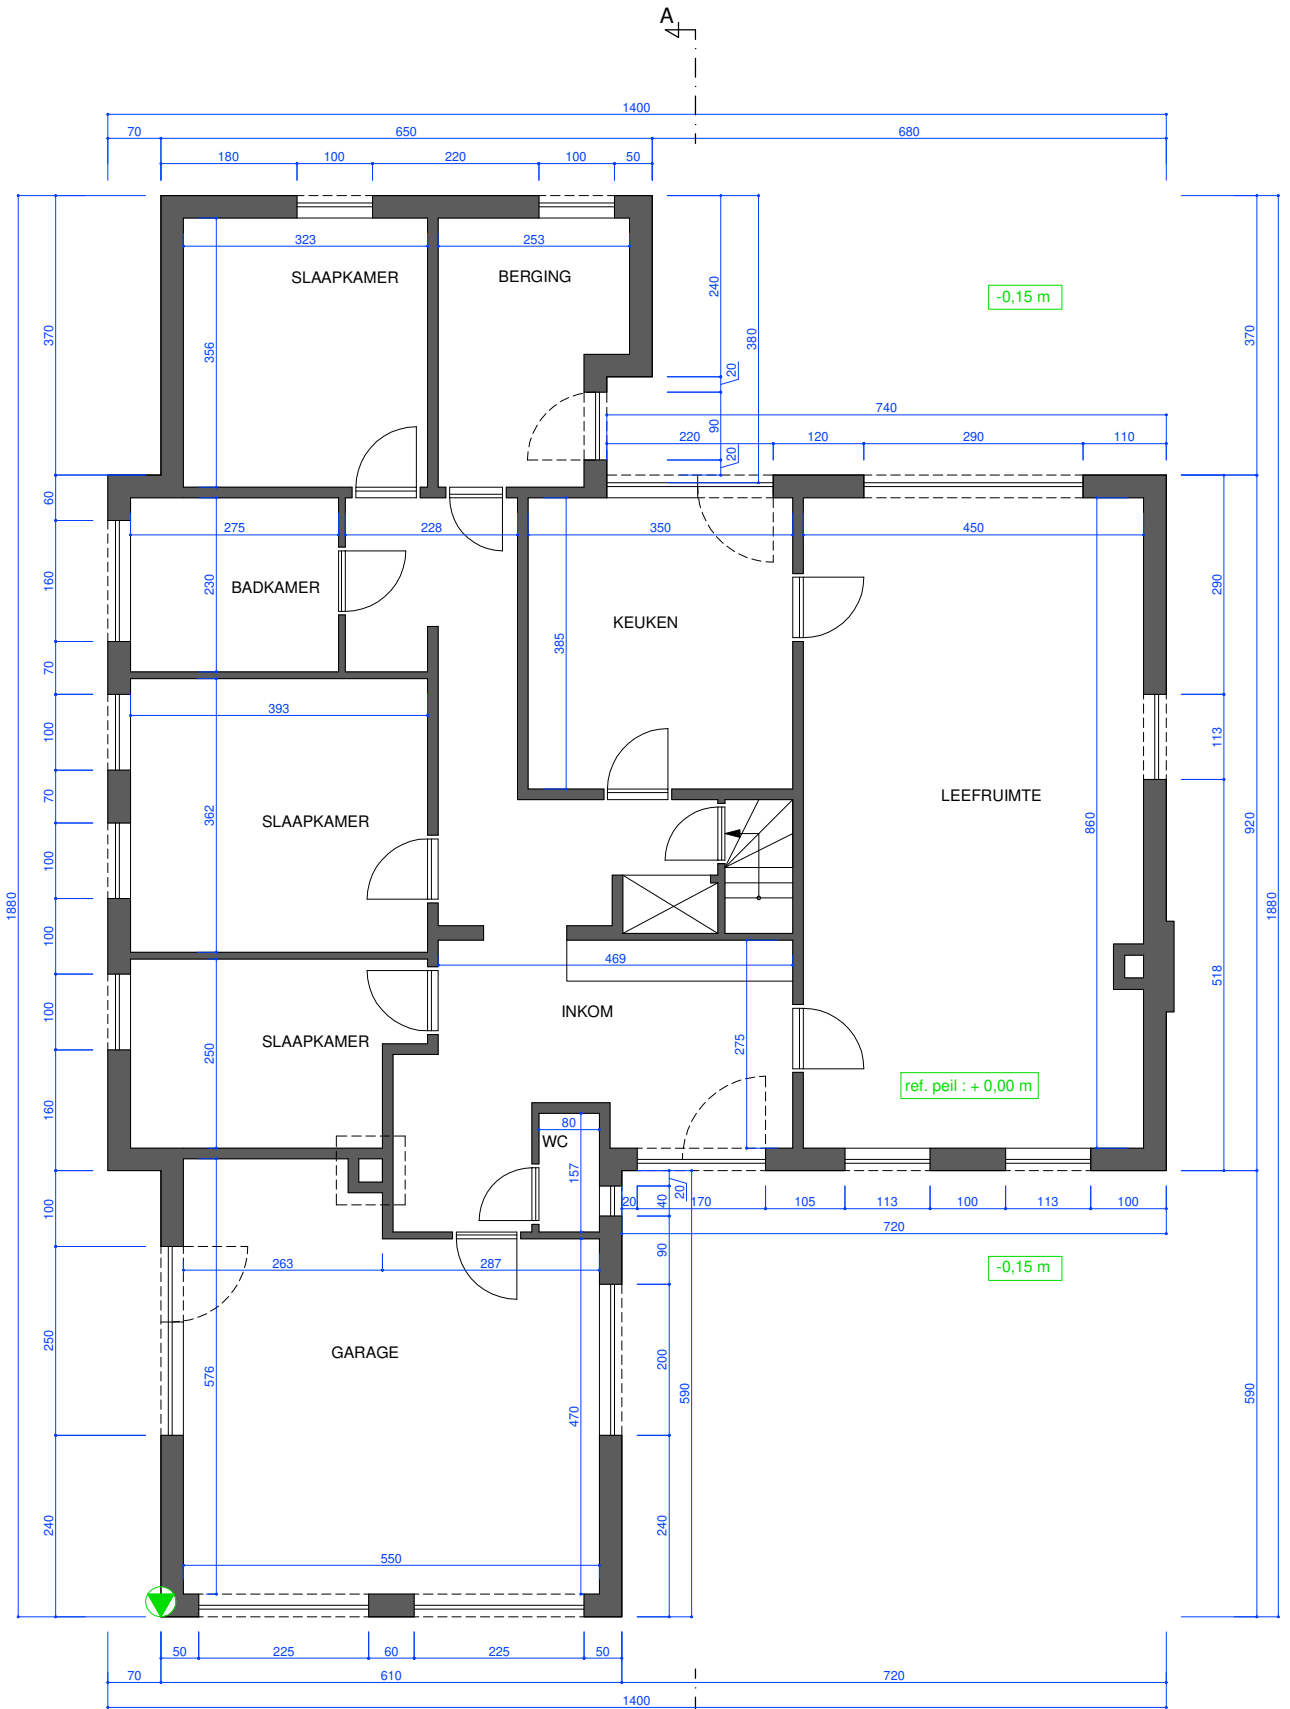 A
1400
70 650 680
180 100 220 100 50
323 253
SLAAPKAMER BERGING
240
-0,15 m
370 356 380 370
20
740
90 220 120 290 110
20
60
275 228 350 450
160 230 BADKAMER 290
KEUKEN
385
70
393
100 113
70 LEEFRUIMTE
362 SLAAPKAMER 860 920
100
1880 1880
100
469
518
100 INKOM
250 SLAAPKAMER 275
ref. peil : + 0,00 m
160 80
WC
157
100 20 40 20 170 105 113 100 113 100
720
90
263 287 -0,15 m
250 GARAGE 200
576 590 590
470
240 240
550
50 225 60 225 50
70 610 720
1400